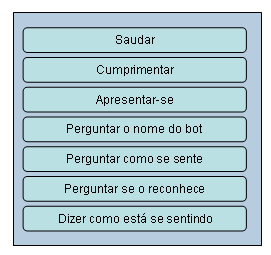 Saudar
Cumprimentar
Apresentar-se
Perguntar o nome do bot
Perguntar como se sente
Perguntar se o reconhece
Dizer como está se sentindo